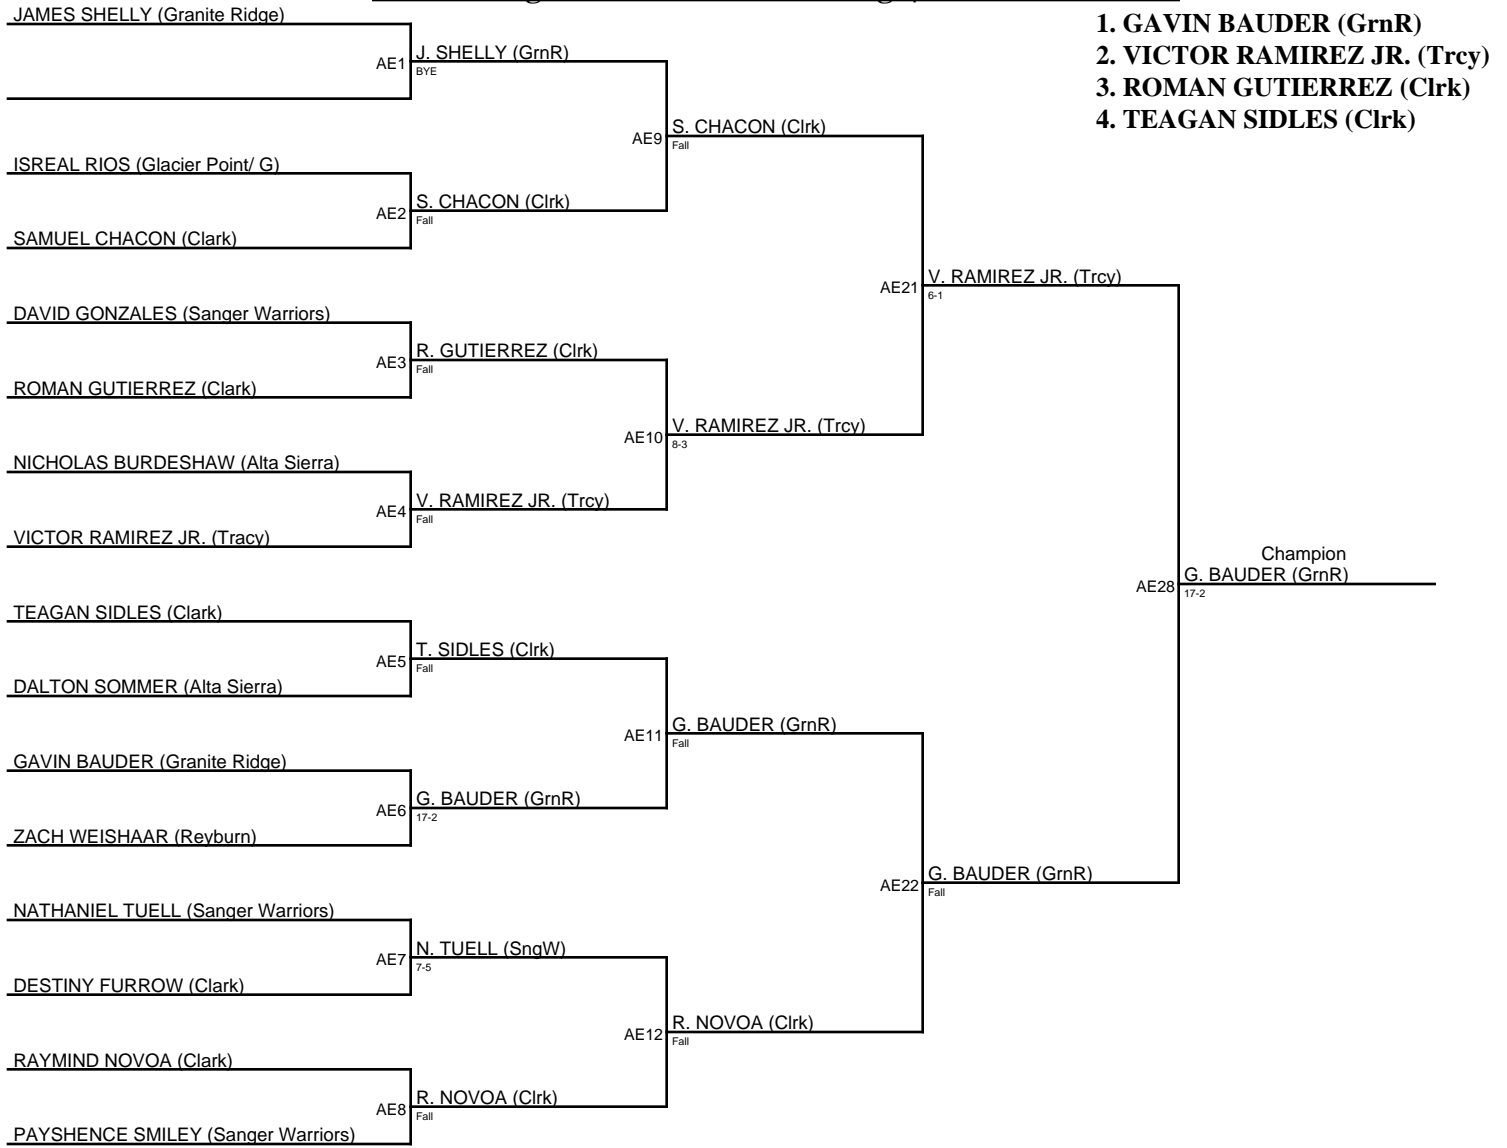 JAMES SHELLY (Granite Ridge)
AE1
J. SHELLY (GrnR)
BYE
ISREAL RIOS (Glacier Point/ G)
AE2
S. CHACON (Clrk)
Fall
SAMUEL CHACON (Clark)
AE9
S. CHACON (Clrk)
Fall
DAVID GONZALES (Sanger Warriors)
AE3
R. GUTIERREZ (Clrk)
Fall
ROMAN GUTIERREZ (Clark)
NICHOLAS BURDESHAW (Alta Sierra)
AE4
V. RAMIREZ JR. (Trcy)
Fall
VICTOR RAMIREZ JR. (Tracy)
AE10
V. RAMIREZ JR. (Trcy)
8-3
AE21
V. RAMIREZ JR. (Trcy)
6-1
TEAGAN SIDLES (Clark)
AE5
T. SIDLES (Clrk)
Fall
DALTON SOMMER (Alta Sierra)
AE11
G. BAUDER (GrnR)
Fall
GAVIN BAUDER (Granite Ridge)
AE6
G. BAUDER (GrnR)
17-2
ZACH WEISHAAR (Reyburn)
NATHANIEL TUELL (Sanger Warriors)
AE7
N. TUELL (SngW)
7-5
DESTINY FURROW (Clark)
AE12
R. NOVOA (Clrk)
Fall
RAYMIND NOVOA (Clark)
AE8
R. NOVOA (Clrk)
Fall
PAYSHENCE SMILEY (Sanger Warriors)
AE22
G. BAUDER (GrnR)
Fall
AE28
Champion
G. BAUDER (GrnR)
17-2
1. GAVIN BAUDER (GrnR)
2. VICTOR RAMIREZ JR. (Trcy)
3. ROMAN GUTIERREZ (Clrk)
4. TEAGAN SIDLES (Clrk)